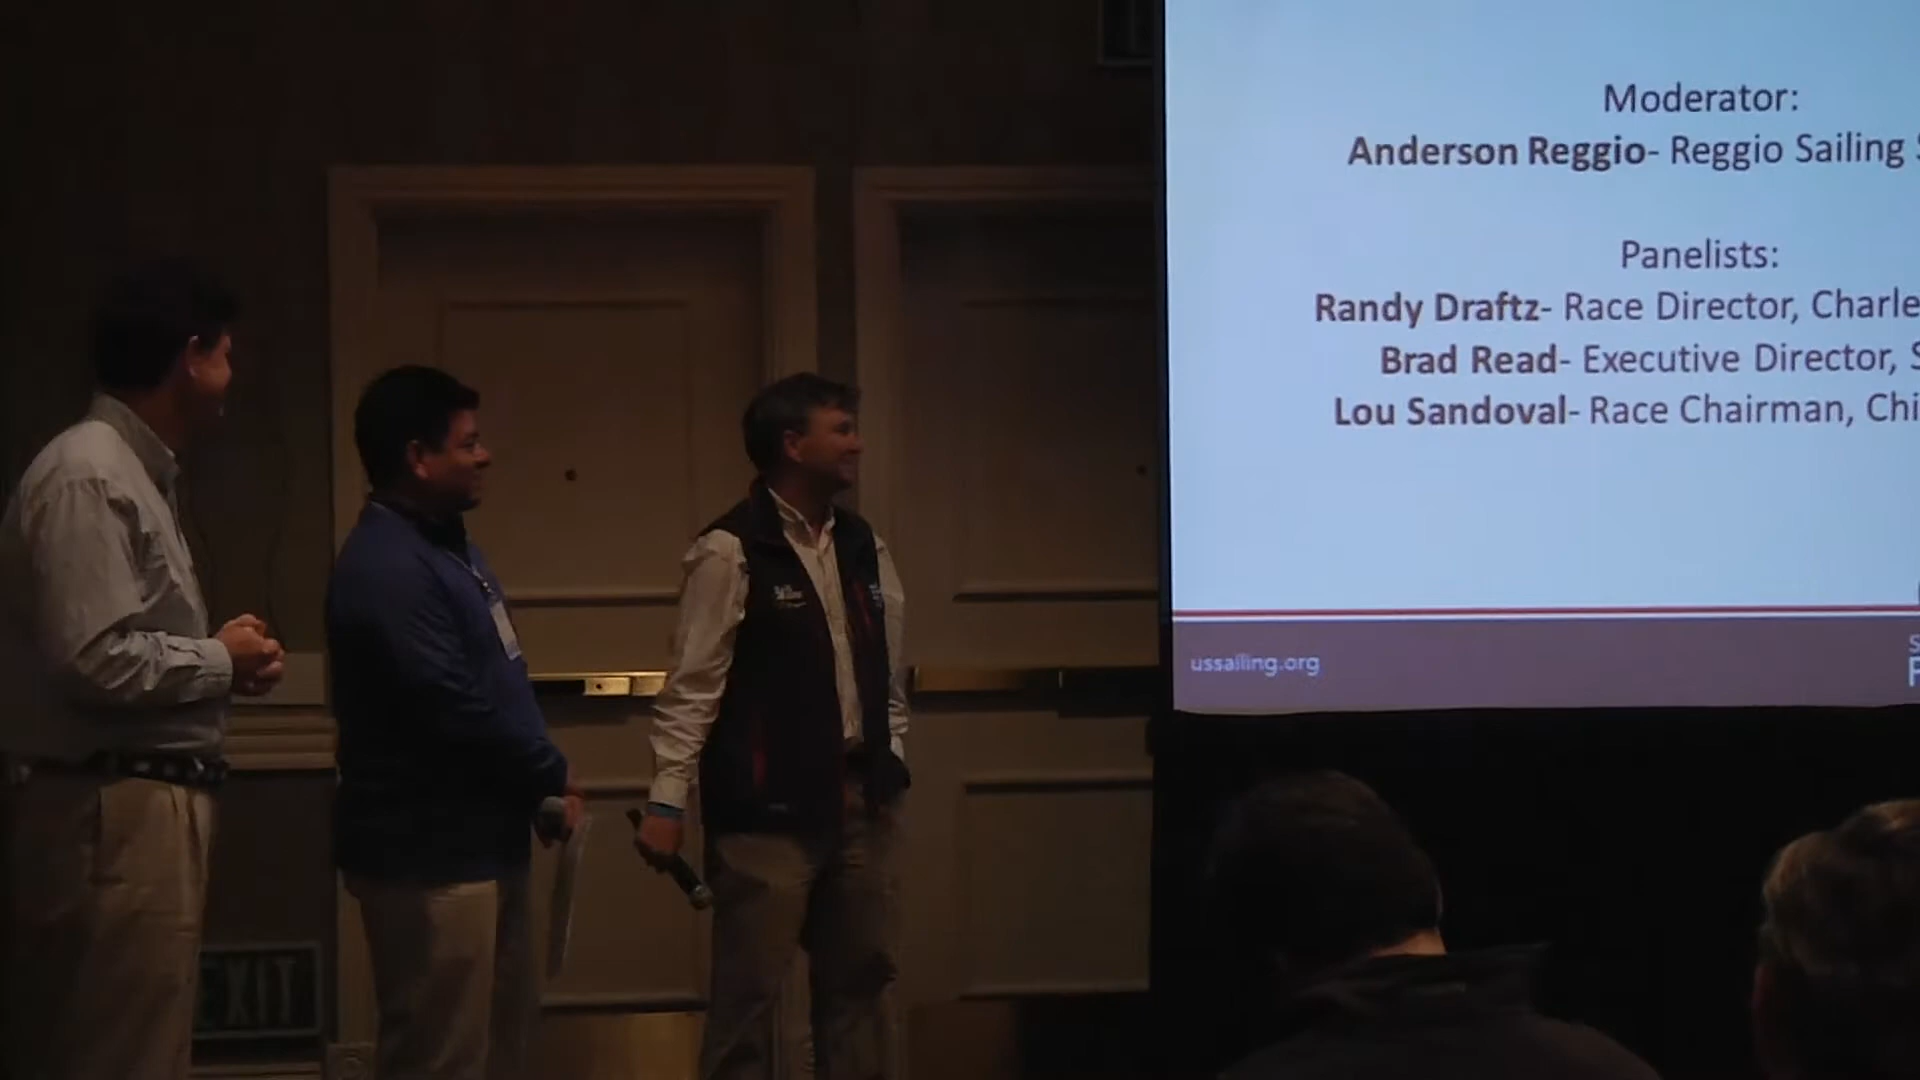 Moderator:
Anderson Reggio- Reggio Sailing
Panelists:
Randy Draftz- Race Director, Charle
Brad Read- Executive Director, S
Lou Sandoval- Race Chairman, Chi
ussailing.org
EXIT